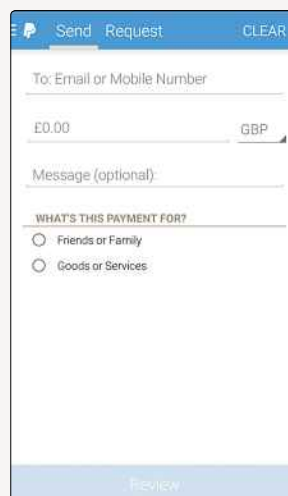 Send Request CLEAR
To: Email or Mobile Number
£0.00 GBP
Message (optional):
WHAT'S THIS PAYMENT FOR?
Friends or Family
Goods or Services
Review